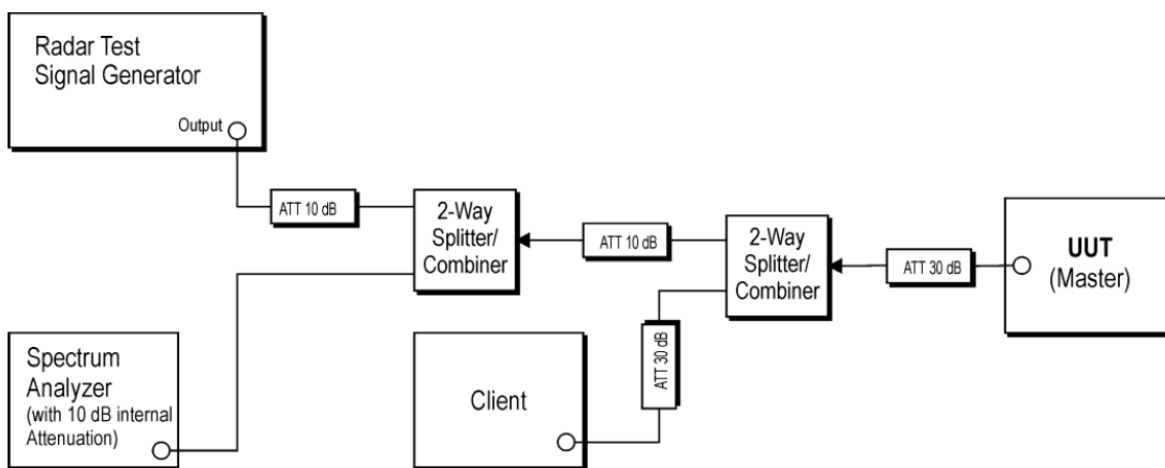 Radar Test
Signal Generator
Output
ATT 10 dB
2-Way
Splitter/
Combiner
ATT 10 dB
2-Way
Splitter/
Combiner
ATT 30 dB
UUT
(Master)
Spectrum
Analyzer
(with 10 dB internal
Attenuation)
Client
ATT 30 dB